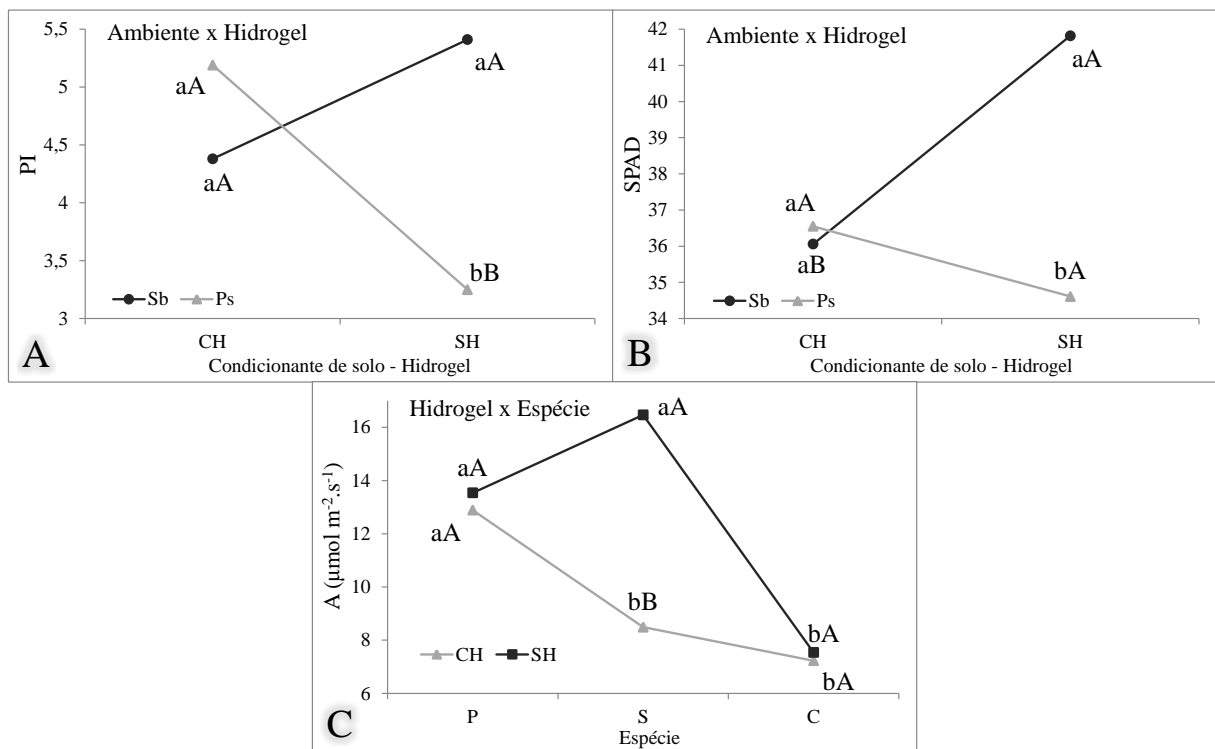 Ambiente x Hidrogel
5,5
5
4,5
4
3,5
3
PI
aA
aA
aA
bB
Sb Ps
CH SH
Condicionante de solo - Hidrogel
A
Ambiente x Hidrogel
42
41
40
39
38
37
36
35
34
SPAD
aA
aA
aB
bA
Sb Ps
CH SH
Condicionante de solo - Hidrogel
B
Hidrogel x Espécie
16
14
12
10
8
6
A (µmol m⁻².s⁻¹)
aA
aA
aA
bB
bA
bA
CH SH
P S C
Espécie
C